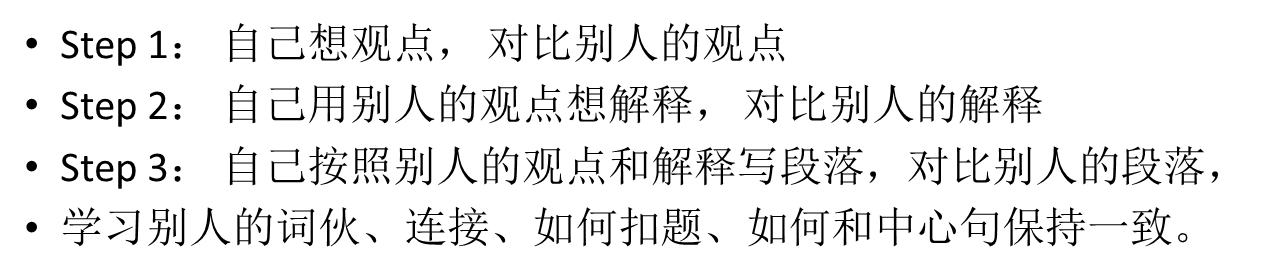 • Step 1： 自己想观点， 对比别人的观点
• Step 2： 自己用别人的观点想解释， 对比别人的解释
• Step 3： 自己按照别人的观点和解释写段落，对比别人的段落，
• 学习别人的词伙、连接、如何扣题、如何和中心句保持一致。